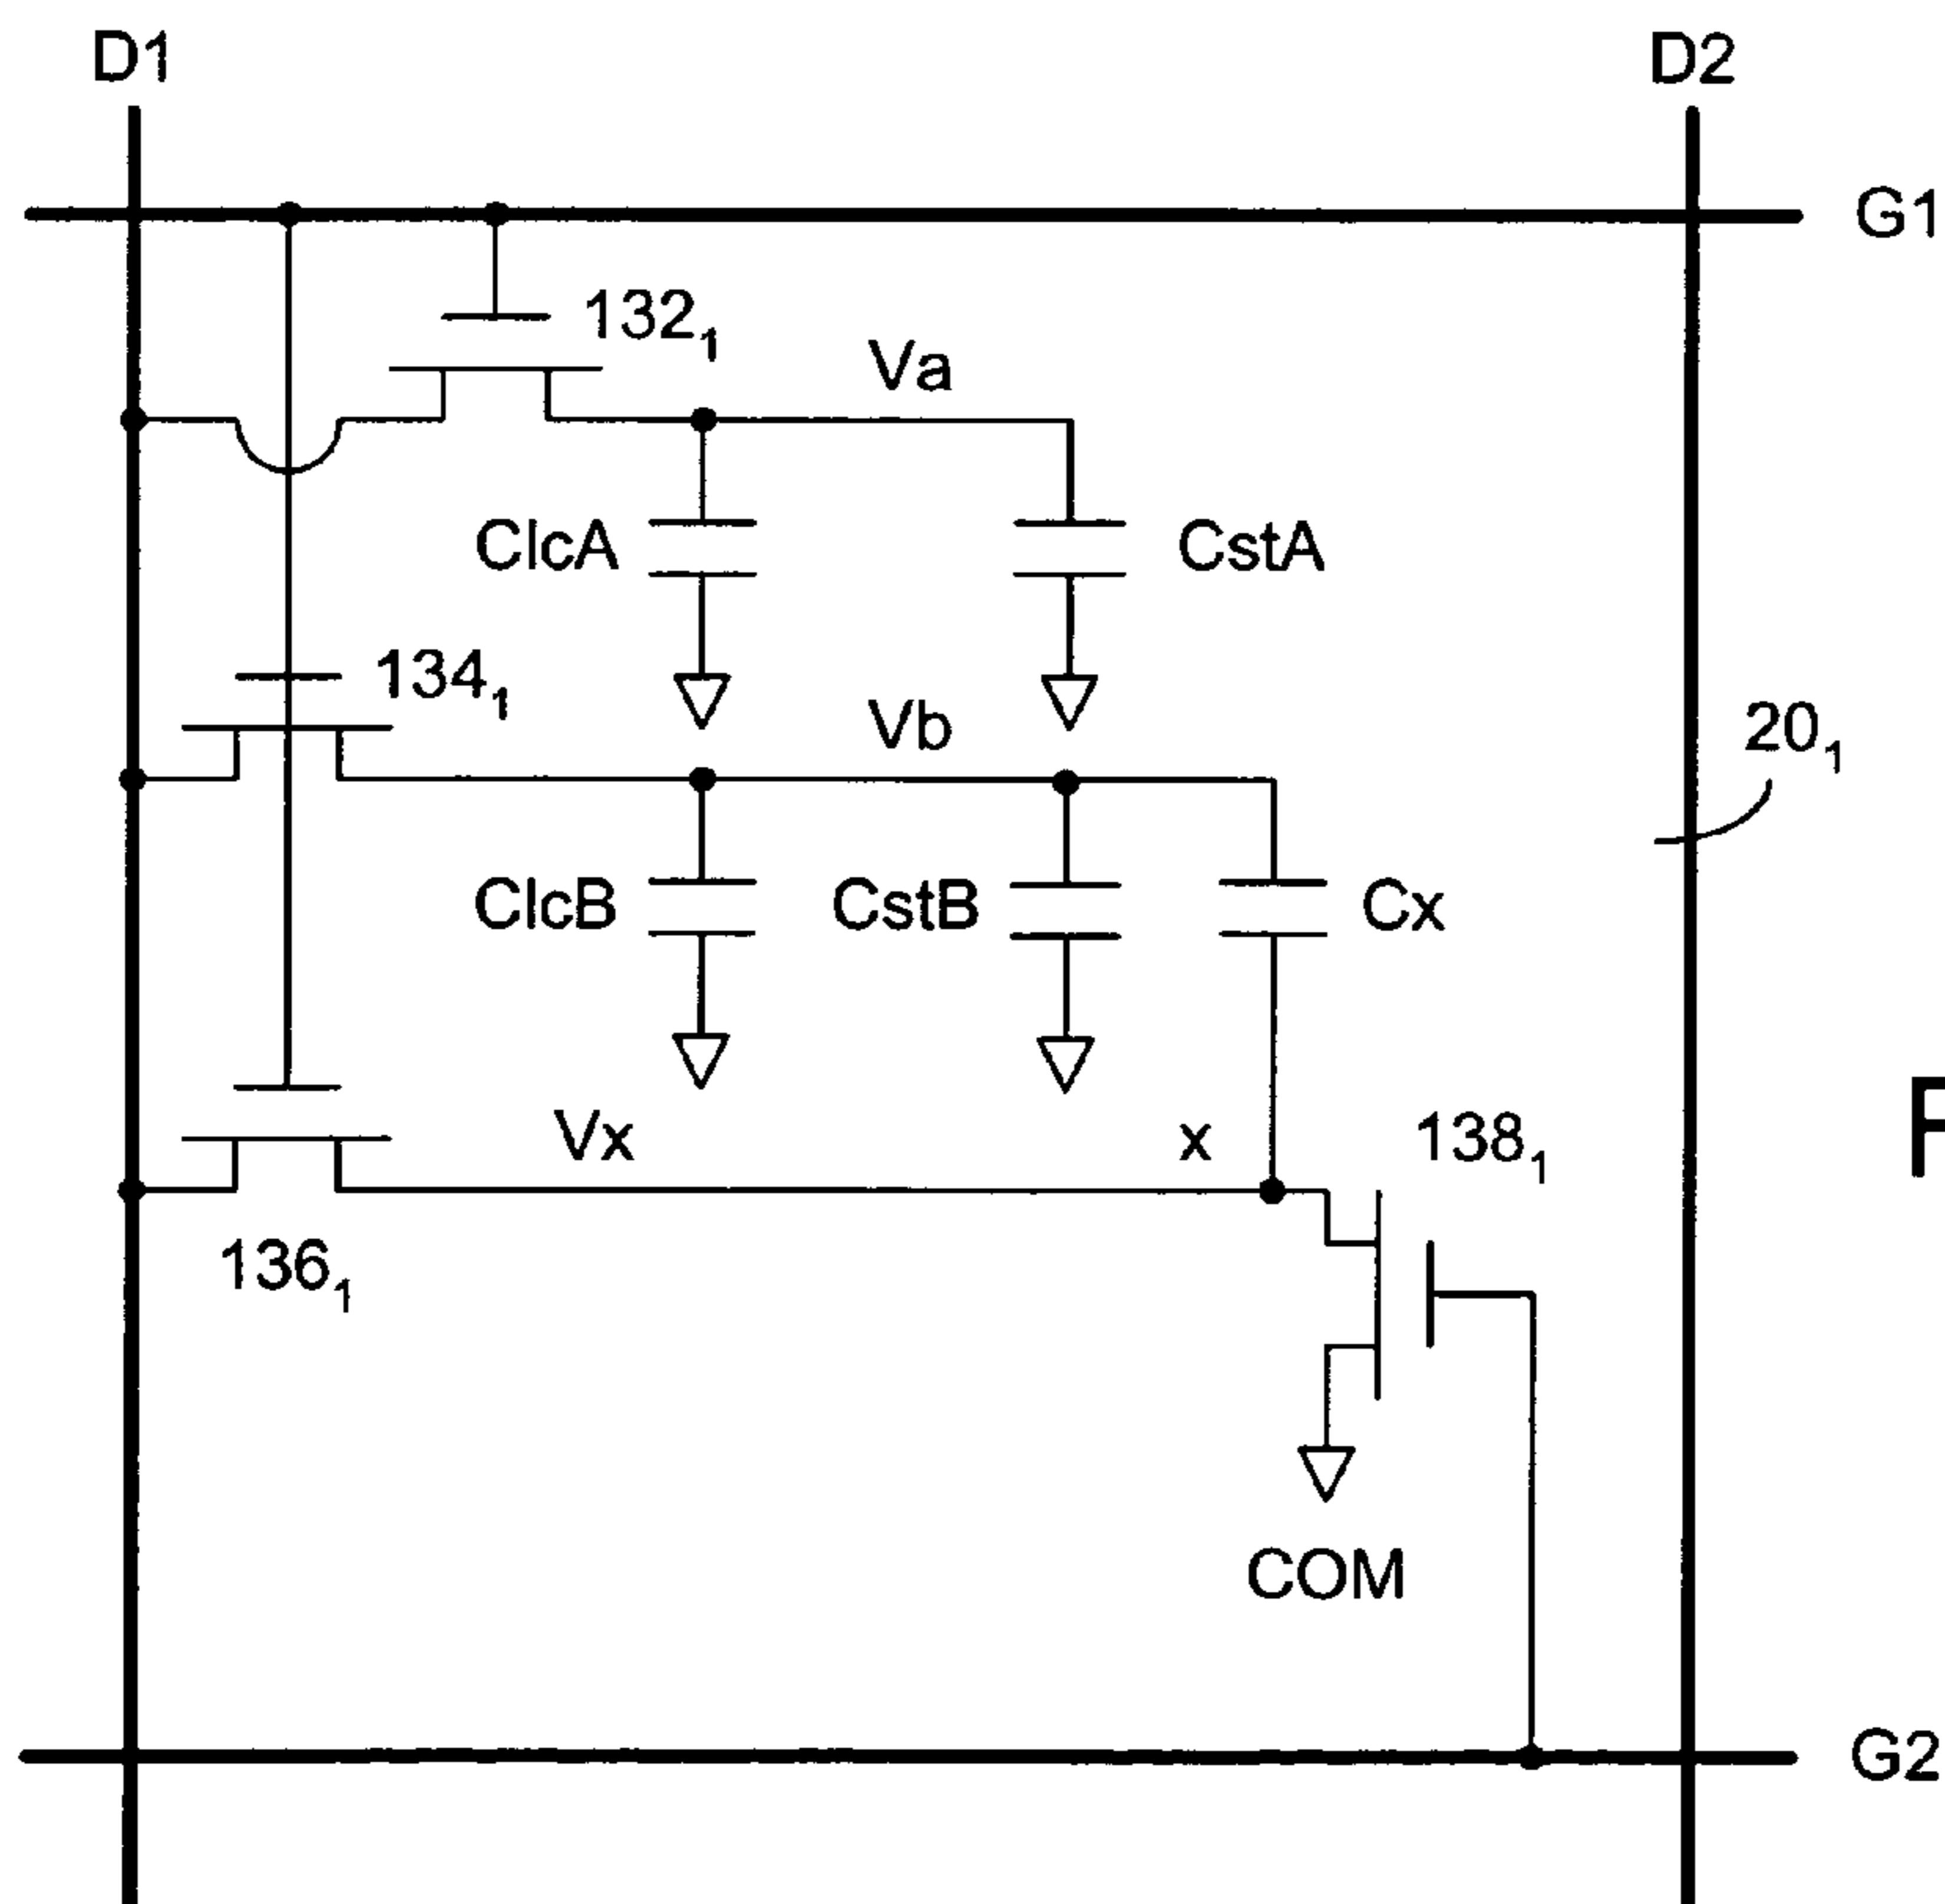 D1
D2
G1
132₁
Va
ClcA
CstA
134₁
Vb
20₁
ClcB
CstB
Cx
Vx
x
138₁
136₁
COM
G2